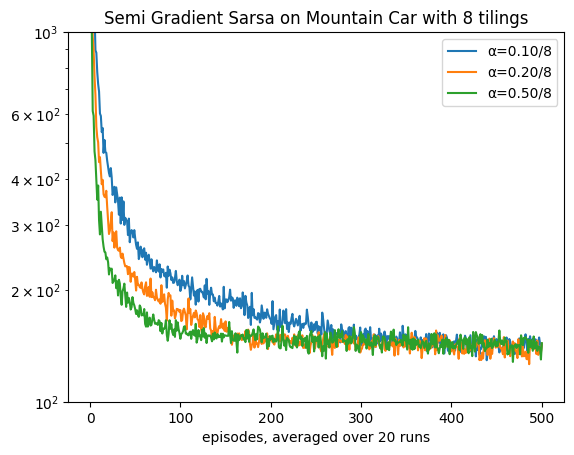 Semi Gradient Sarsa on Mountain Car with 8 tilings
10³
6 × 10²
4 × 10²
3 × 10²
2 × 10²
10²
α=0.10/8
α=0.20/8
α=0.50/8
0 100 200 300 400 500
episodes, averaged over 20 runs